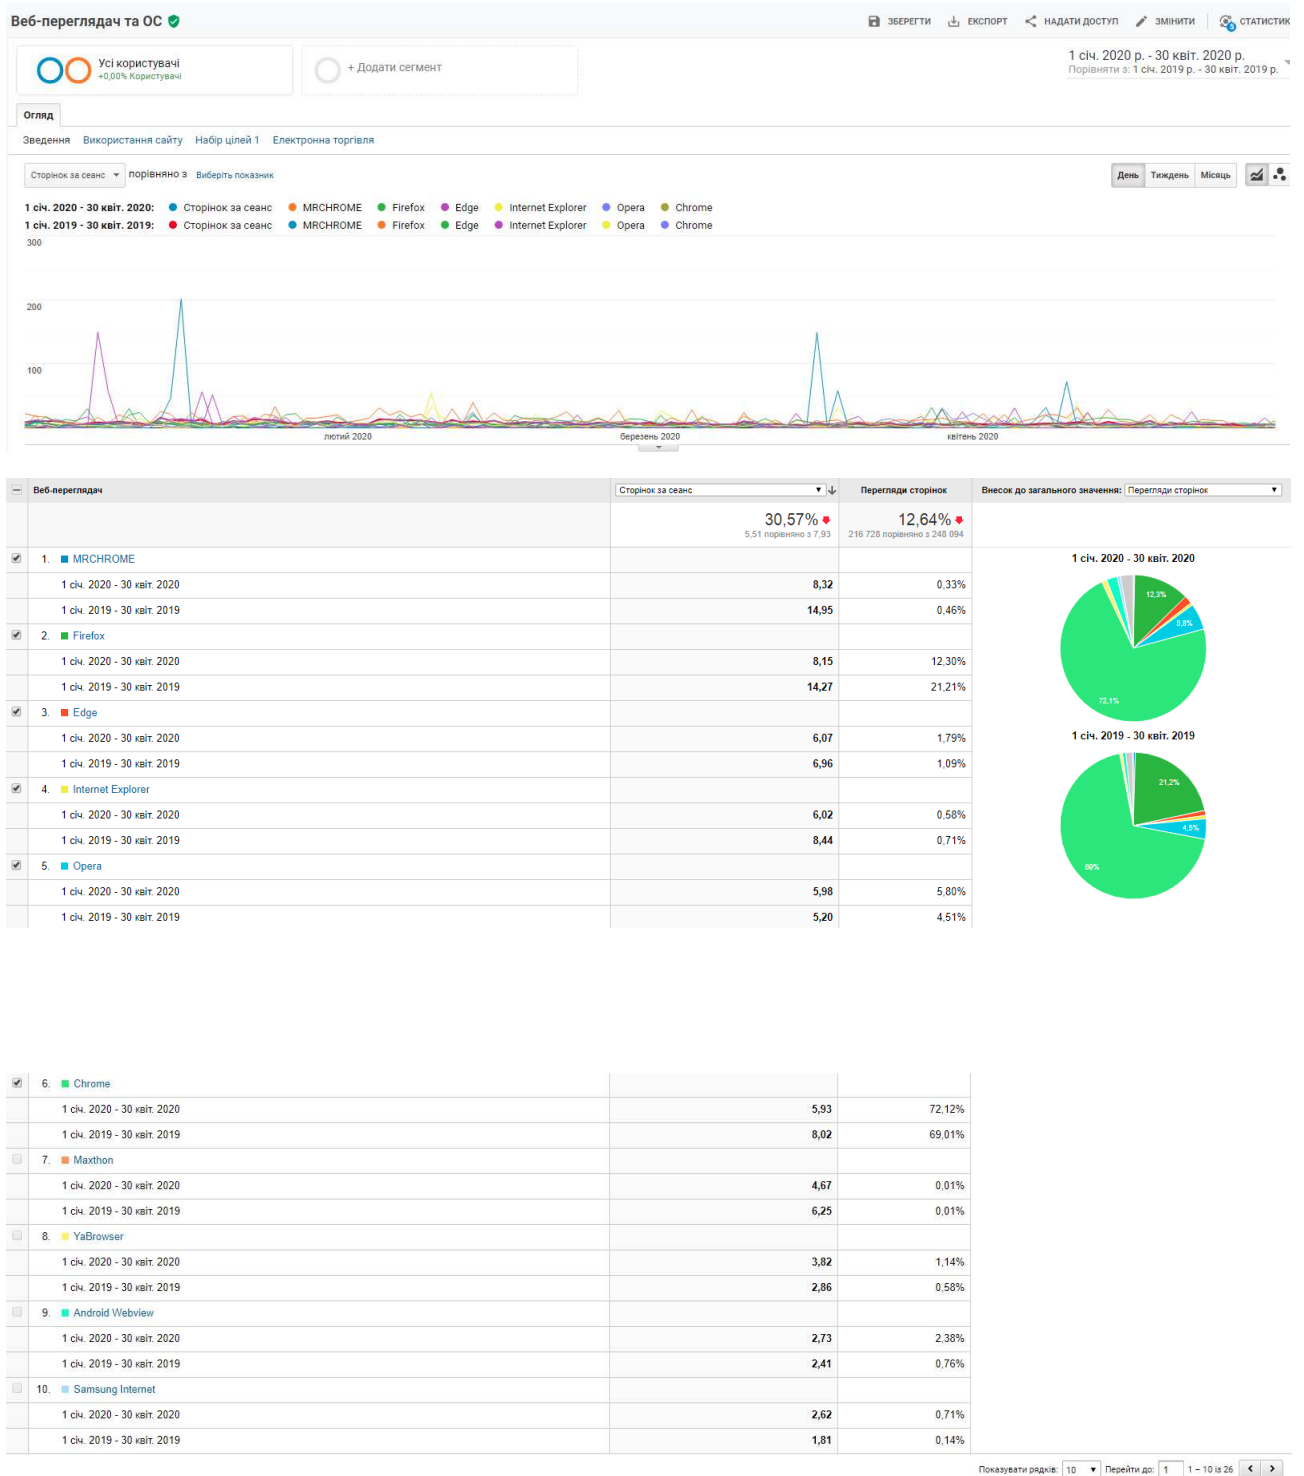 Веб-переглядач та ОС
ЗБЕРЕГТИ ЕКСПОРТ НАДАТИ ДОСТУП ЗМІНИТИ СТАТИСТИК
Усі користувачі
+0,00% Користувачі
+ Додати сегмент
1 січ. 2020 р. - 30 квіт. 2020 р.
Порівняти з: 1 січ. 2019 р. - 30 квіт. 2019 р.
Огляд
Зведення Використання сайту Набір цілей 1 Електронна торгівля
Сторінок за сеанс порівняно з Виберіть показник
День Тиждень Місяць
1 січ. 2020 - 30 квіт. 2020: Сторінок за сеанс MRCHROME Firefox Edge Internet Explorer Opera Chrome
1 січ. 2019 - 30 квіт. 2019: Сторінок за сеанс MRCHROME Firefox Edge Internet Explorer Opera Chrome
300
200
100
лютий 2020 березень 2020 квітень 2020
Веб-переглядач Сторінок за сеанс Перегляди сторінок Внесок до загального значення: Перегляди сторінок
30,57% 12,64%
5,51 порівняно з 7,93 216 728 порівняно з 248 094
1. MRCHROME
1 січ. 2020 - 30 квіт. 2020 8,32 0,33%
1 січ. 2019 - 30 квіт. 2019 14,95 0,46%
2. Firefox
1 січ. 2020 - 30 квіт. 2020 8,15 12,30%
1 січ. 2019 - 30 квіт. 2019 14,27 21,21%
3. Edge
1 січ. 2020 - 30 квіт. 2020 6,07 1,79%
1 січ. 2019 - 30 квіт. 2019 6,96 1,09%
4. Internet Explorer
1 січ. 2020 - 30 квіт. 2020 6,02 0,58%
1 січ. 2019 - 30 квіт. 2019 8,44 0,71%
5. Opera
1 січ. 2020 - 30 квіт. 2020 5,98 5,80%
1 січ. 2019 - 30 квіт. 2019 5,20 4,51%
1 січ. 2020 - 30 квіт. 2020
12,3%
5,8%
72,1%
1 січ. 2019 - 30 квіт. 2019
21,2%
4,5%
69%
6. Chrome
1 січ. 2020 - 30 квіт. 2020 5,93 72,12%
1 січ. 2019 - 30 квіт. 2019 8,02 69,01%
7. Maxthon
1 січ. 2020 - 30 квіт. 2020 4,67 0,01%
1 січ. 2019 - 30 квіт. 2019 6,25 0,01%
8. YaBrowser
1 січ. 2020 - 30 квіт. 2020 3,82 1,14%
1 січ. 2019 - 30 квіт. 2019 2,86 0,58%
9. Android Webview
1 січ. 2020 - 30 квіт. 2020 2,73 2,38%
1 січ. 2019 - 30 квіт. 2019 2,41 0,76%
10. Samsung Internet
1 січ. 2020 - 30 квіт. 2020 2,62 0,71%
1 січ. 2019 - 30 квіт. 2019 1,81 0,14%
Показувати рядків: 10 Перейти до: 1 1 – 10 із 26